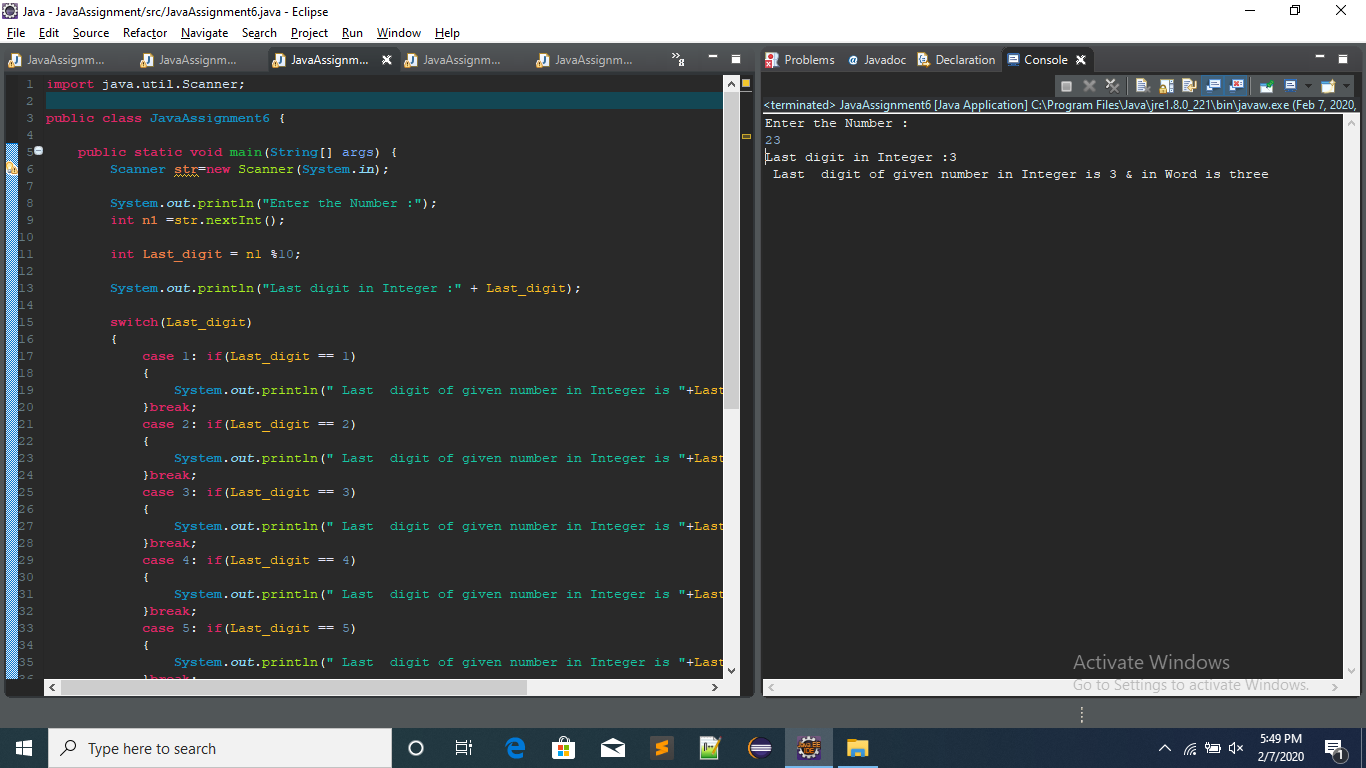 Java - JavaAssignment/src/JavaAssignment6.java - Eclipse
File Edit Source Refactor Navigate Search Project Run Window Help
JavaAssignm... JavaAssignm... JavaAssignm... JavaAssignm... JavaAssignm... »8
1 import java.util.Scanner;
2
3 public class JavaAssignment6 {
4
5 public static void main(String[] args) {
6 Scanner str=new Scanner(System.in);
7
8 System.out.println("Enter the Number :");
9 int n1 =str.nextInt();
10
11 int Last_digit = n1 %10;
12
13 System.out.println("Last digit in Integer :" + Last_digit);
14
15 switch(Last_digit)
16 {
17 case 1: if(Last_digit == 1)
18 {
19 System.out.println(" Last  digit of given number in Integer is "+Last
20 }break;
21 case 2: if(Last_digit == 2)
22 {
23 System.out.println(" Last  digit of given number in Integer is "+Last
24 }break;
25 case 3: if(Last_digit == 3)
26 {
27 System.out.println(" Last  digit of given number in Integer is "+Last
28 }break;
29 case 4: if(Last_digit == 4)
30 {
31 System.out.println(" Last  digit of given number in Integer is "+Last
32 }break;
33 case 5: if(Last_digit == 5)
34 {
35 System.out.println(" Last  digit of given number in Integer is "+Last
36 }break;
Problems @ Javadoc Declaration Console
<terminated> JavaAssignment6 [Java Application] C:\Program Files\Java\jre1.8.0_221\bin\javaw.exe (Feb 7, 2020,
Enter the Number :
23
Last digit in Integer :3
Last  digit of given number in Integer is 3 & in Word is three
Activate Windows
Go to Settings to activate Windows.
Type here to search
Java EE
IDE
5:49 PM
2/7/2020
1